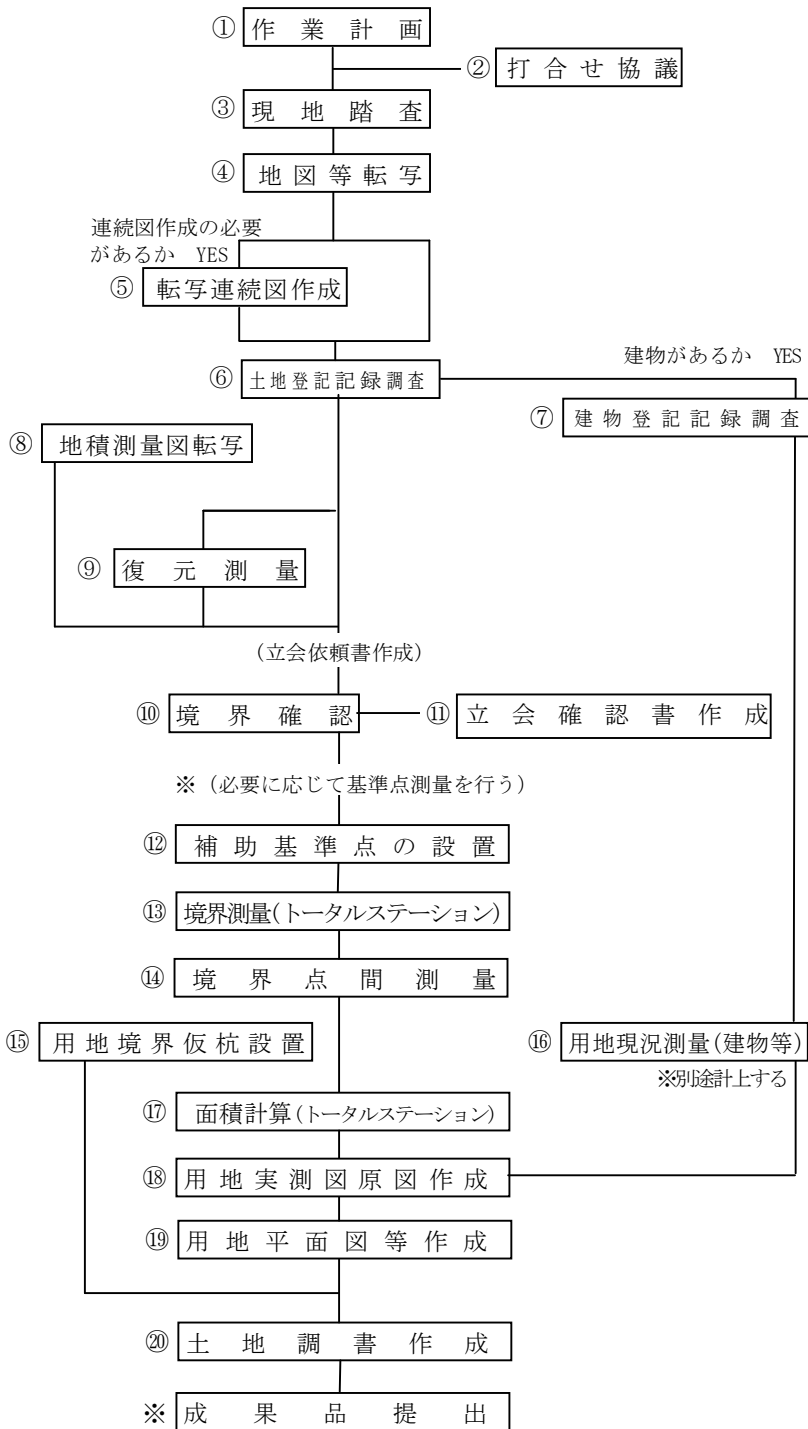 ① 作業計画
② 打合せ協議
③ 現地踏査
④ 地図等転写
連続図作成の必要
があるか YES
⑤ 転写連続図作成
建物があるか YES
⑥ 土地登記記録調査
⑦ 建物登記記録調査
⑧ 地積測量図転写
⑨ 復元測量
(立会依頼書作成)
⑩ 境界確認
⑪ 立会確認書作成
※(必要に応じて基準点測量を行う)
⑫ 補助基準点の設置
⑬ 境界測量(トータルステーション)
⑭ 境界点間測量
⑮ 用地境界仮杭設置
⑯ 用地現況測量(建物等)
※別途計上する
⑰ 面積計算(トータルステーション)
⑱ 用地実測図原図作成
⑲ 用地平面図等作成
⑳ 土地調書作成
※ 成果品提出